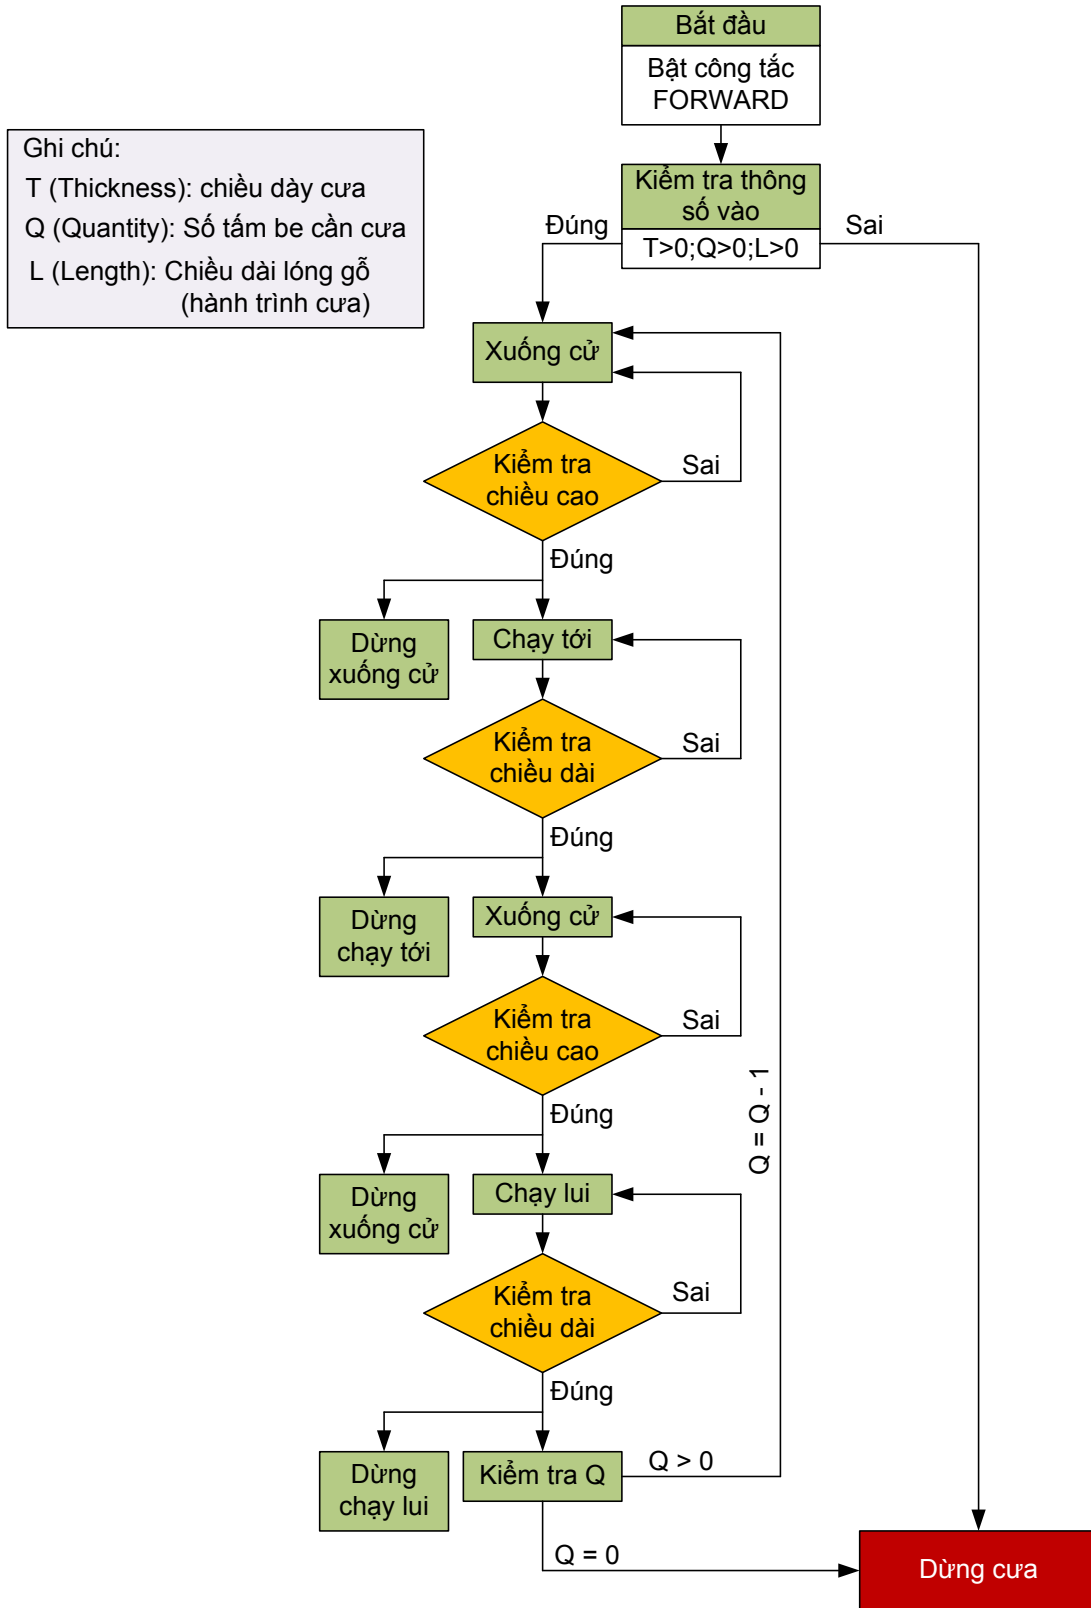 Bắt đầu
Bật công tắc
FORWARD
Ghi chú:
T (Thickness): chiều dày cưa
Q (Quantity): Số tấm be cần cưa
L (Length): Chiều dài lóng gỗ
(hành trình cưa)
Kiểm tra thông
số vào
T>0;Q>0;L>0
Đúng
Sai
Xuống cử
Kiểm tra
chiều cao
Sai
Đúng
Dừng
xuống cử
Chạy tới
Kiểm tra
chiều dài
Sai
Đúng
Dừng
chạy tới
Xuống cử
Kiểm tra
chiều cao
Sai
Đúng
Q = Q - 1
Dừng
xuống cử
Chạy lui
Kiểm tra
chiều dài
Sai
Đúng
Dừng
chạy lui
Kiểm tra Q
Q > 0
Q = 0
Dừng cưa